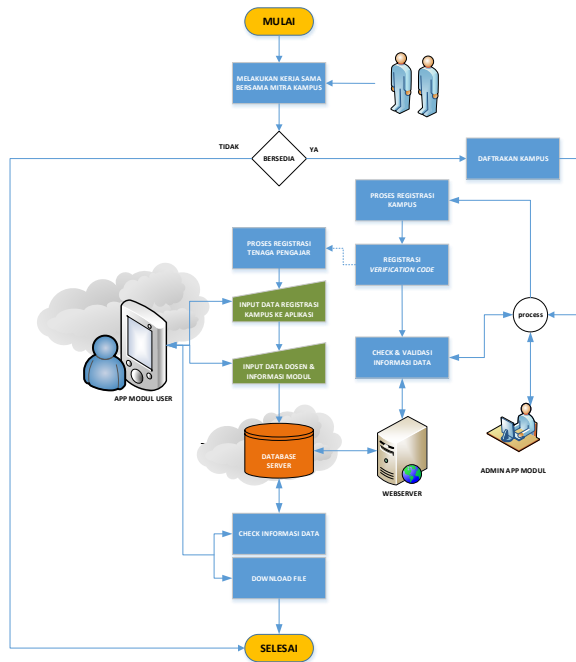 MULAI
MELAKUKAN KERJA SAMA
BERSAMA MITRA KAMPUS
TIDAK
BERSEDIA
YA
DAFTRAKAN KAMPUS
PROSES REGISTRASI
KAMPUS
PROSES REGISTRASI
TENAGA PENGAJAR
REGISTRASI
VERIFICATION CODE
INPUT DATA REGISTRASI
KAMPUS KE APLIKASI
process
INPUT DATA DOSEN &
INFORMASI MODUL
CHECK & VALIDASI
INFORMASI DATA
APP MODUL USER
DATABASE
SERVER
WEBSERVER
ADMIN APP MODUL
CHECK INFORMASI DATA
DOWNLOAD FILE
SELESAI